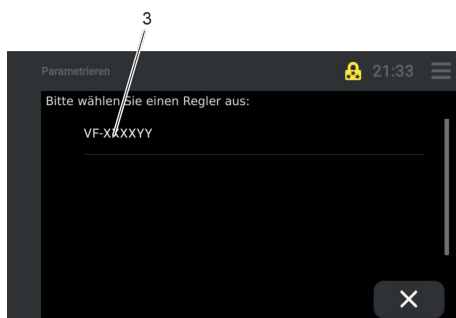 3
Parametrieren 21:33
Bitte wählen Sie einen Regler aus:
VF-XXXXYY